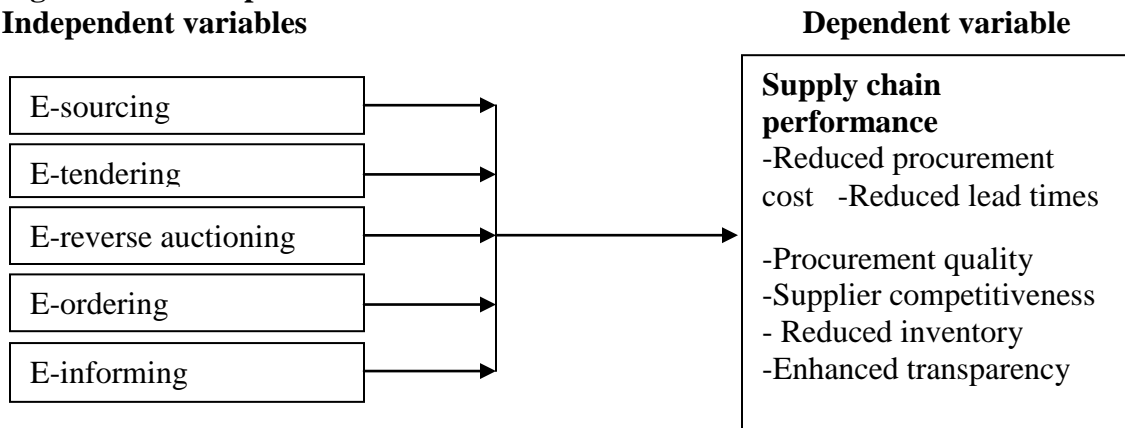 Independent variables
Dependent variable
E-sourcing
E-tendering
E-reverse auctioning
E-ordering
E-informing
Supply chain
performance
-Reduced procurement
cost -Reduced lead times
-Procurement quality
-Supplier competitiveness
- Reduced inventory
-Enhanced transparency